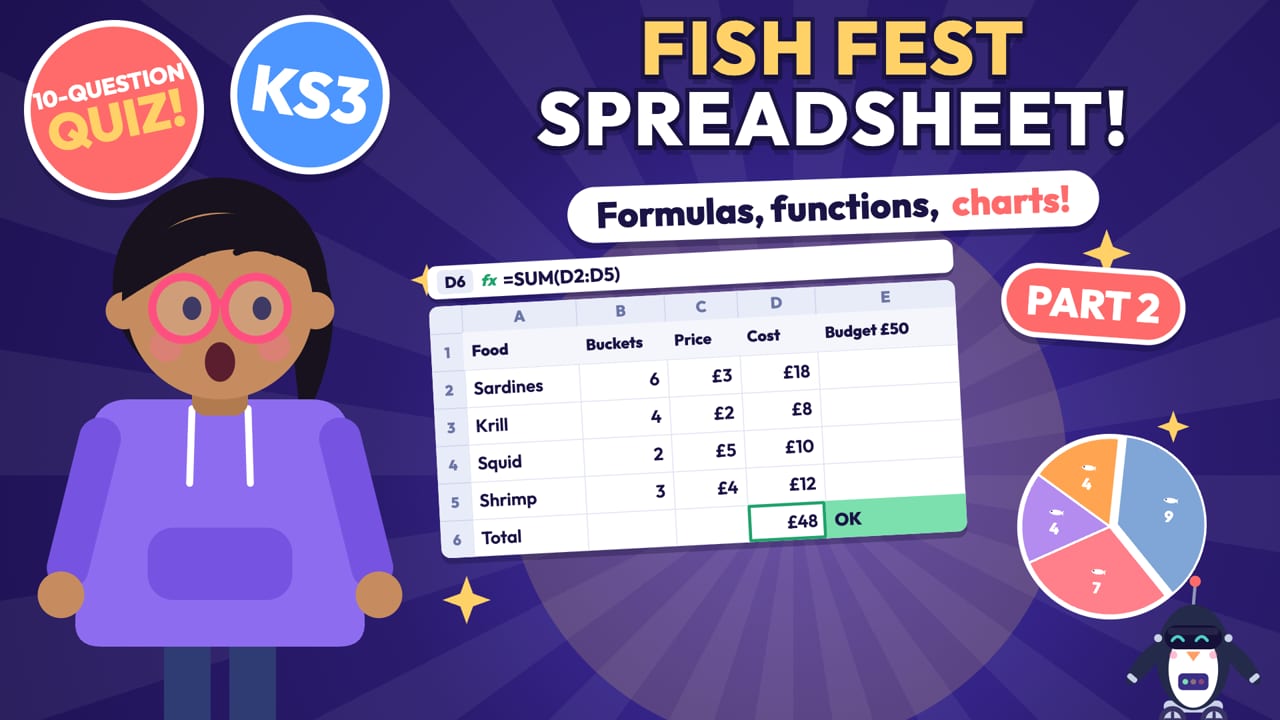 10-QUESTION
QUIZ!
KS3
FISH FEST
SPREADSHEET!
Formulas, functions, charts!
PART 2
D6 fx =SUM(D2:D5)
A B C D E
1 Food Buckets Price Cost Budget £50
2 Sardines 6 £3 £18
3 Krill 4 £2 £8
4 Squid 2 £5 £10
5 Shrimp 3 £4 £12
6 Total £48 OK
4
9
4
7